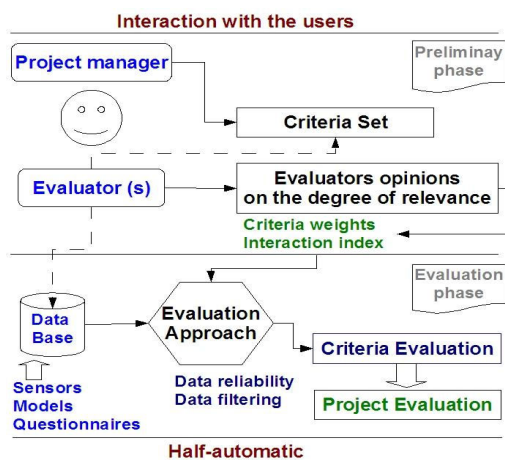 Interaction with the users
Project manager
Preliminay
phase
Criteria Set
Evaluator (s)
Evaluators opinions
on the degree of relevance
Criteria weights
Interaction index
Evaluation
phase
Data
Base
Evaluation
Approach
Criteria Evaluation
Sensors
Models
Questionnaires
Data reliability
Data filtering
Project Evaluation
Half-automatic